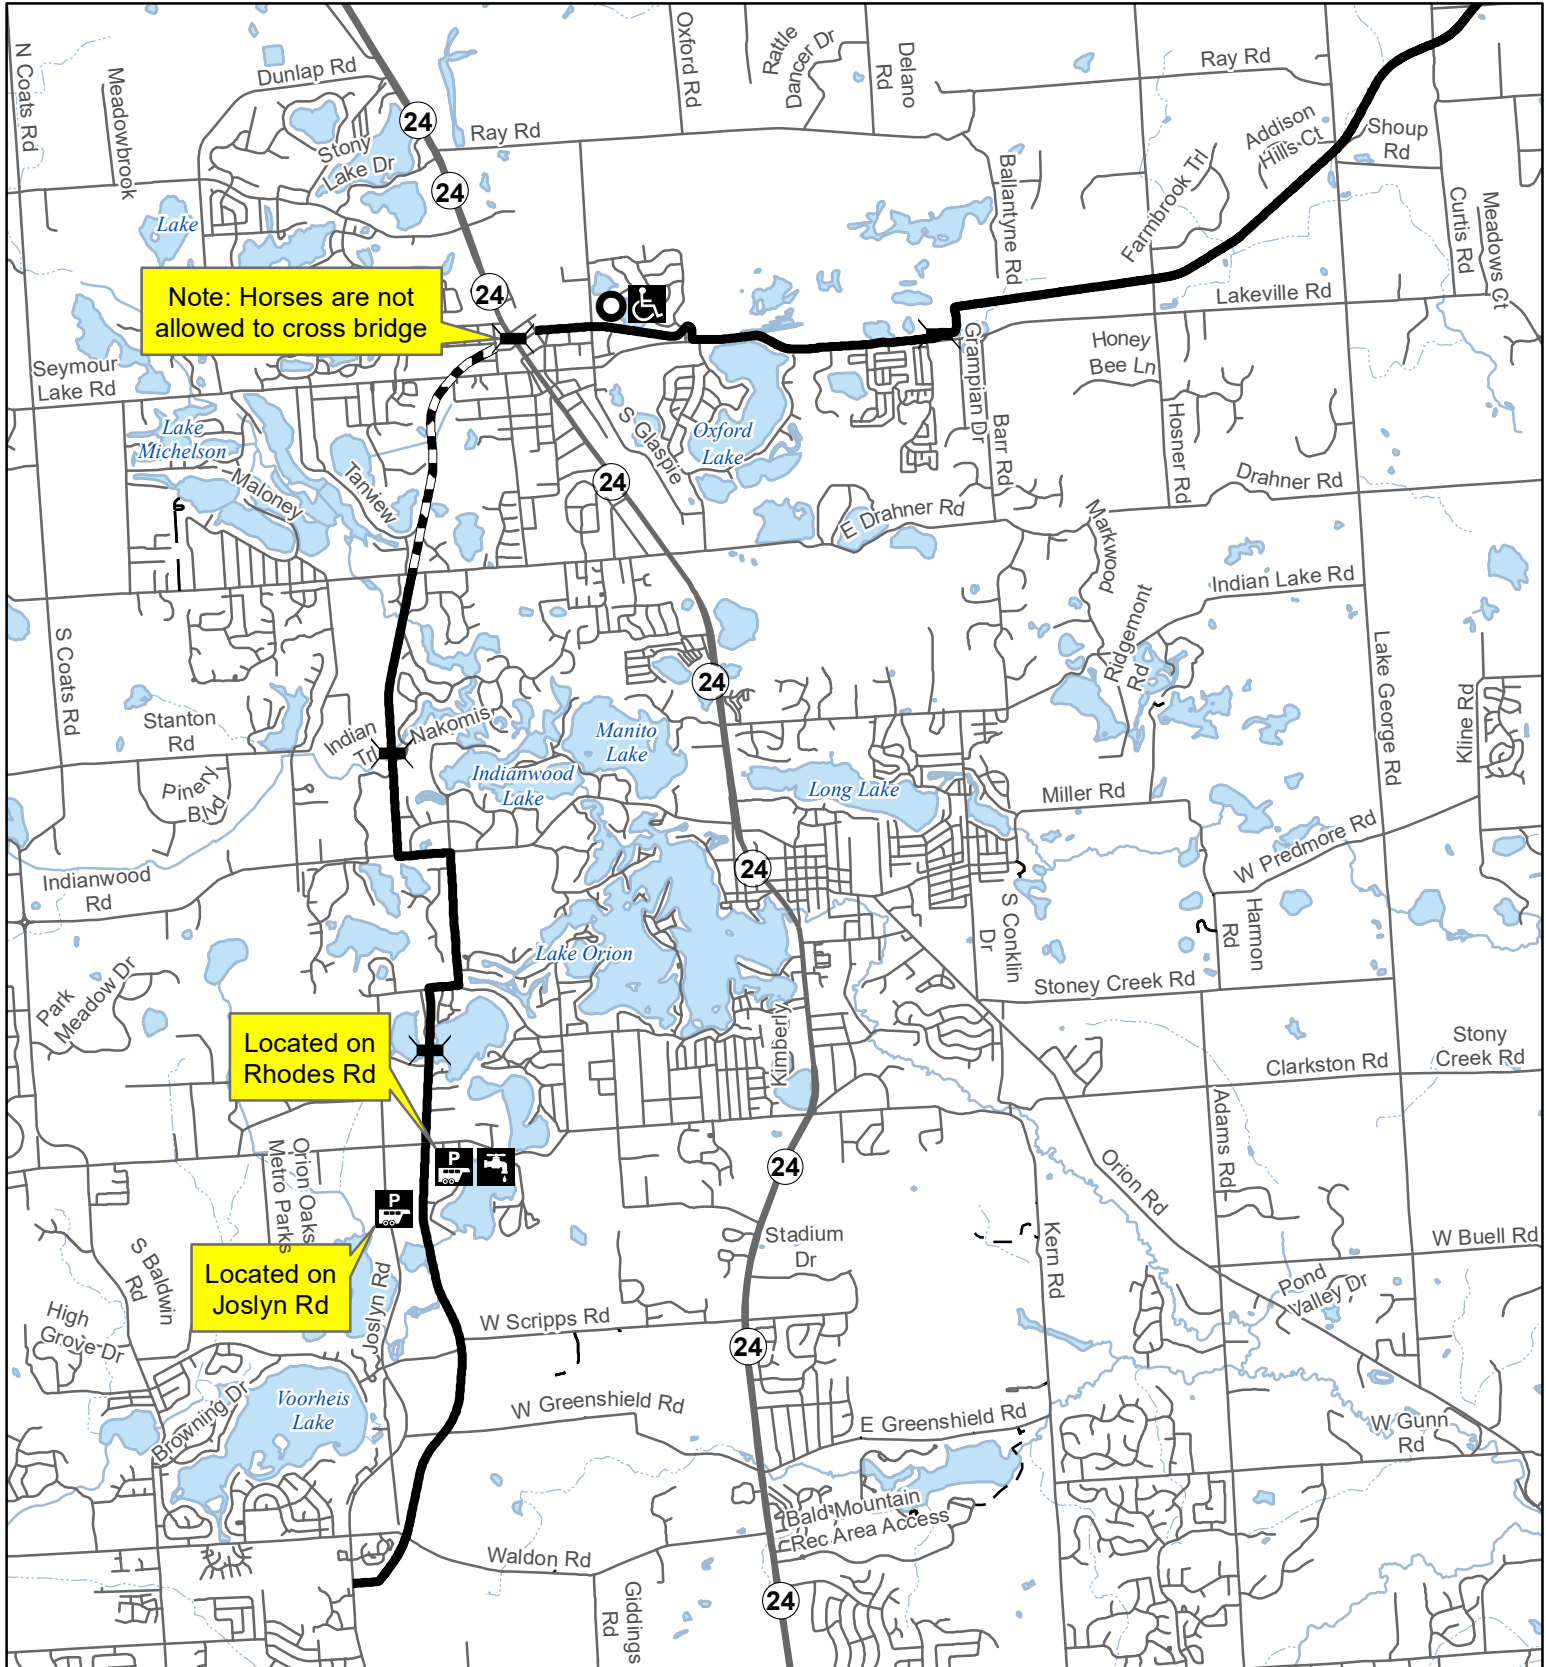 N Coats Rd
Meadowbrook
Dunlap Rd
24
Oxford Rd
Rattle
Dancer Dr
Delano
Rd
Ray Rd
Ray Rd
Stony
Lake Dr
24
Ballantyne Rd
Farmbrook Trl
Addison
Hills Ct
Shoup
Rd
Curtis Rd
Meadows Ct
Lake
Note: Horses are not
allowed to cross bridge
24
Lakeville Rd
Seymour
Lake Rd
Grampian Dr
Honey
Bee Ln
Lake
Michelson
S Glaspie
Oxford
Lake
Barr Rd
Hosner Rd
Maloney
Tanview
24
Drahner Rd
E Drahner Rd
Markwood
Indian Lake Rd
Ridgemont
Rd
S Coats Rd
24
Lake George Rd
Kline Rd
Stanton
Rd
Indian
Trl
Nakomis
Manito
Lake
Indianwood
Lake
Long Lake
Pinery
Blvd
Miller Rd
W Predmore Rd
24
Indianwood
Rd
S Conklin
Dr
Harmon
Rd
Lake Orion
Park
Meadow Dr
Stoney Creek Rd
Kimberly
Located on
Rhodes Rd
Stony
Creek Rd
Clarkston Rd
Adams Rd
Orion Oaks
Metro Parks
P
P
24
Orion Rd
Stadium
Dr
Kern Rd
W Buell Rd
S Baldwin
Rd
Located on
Joslyn Rd
Joslyn Rd
Pond
Valley Dr
High
Grove Dr
W Scripps Rd
24
Voorheis
Lake
Browning Dr
W Greenshield Rd
E Greenshield Rd
W Gunn
Rd
Bald Mountain
Rec Area Access
Waldon Rd
Giddings
Rd
24